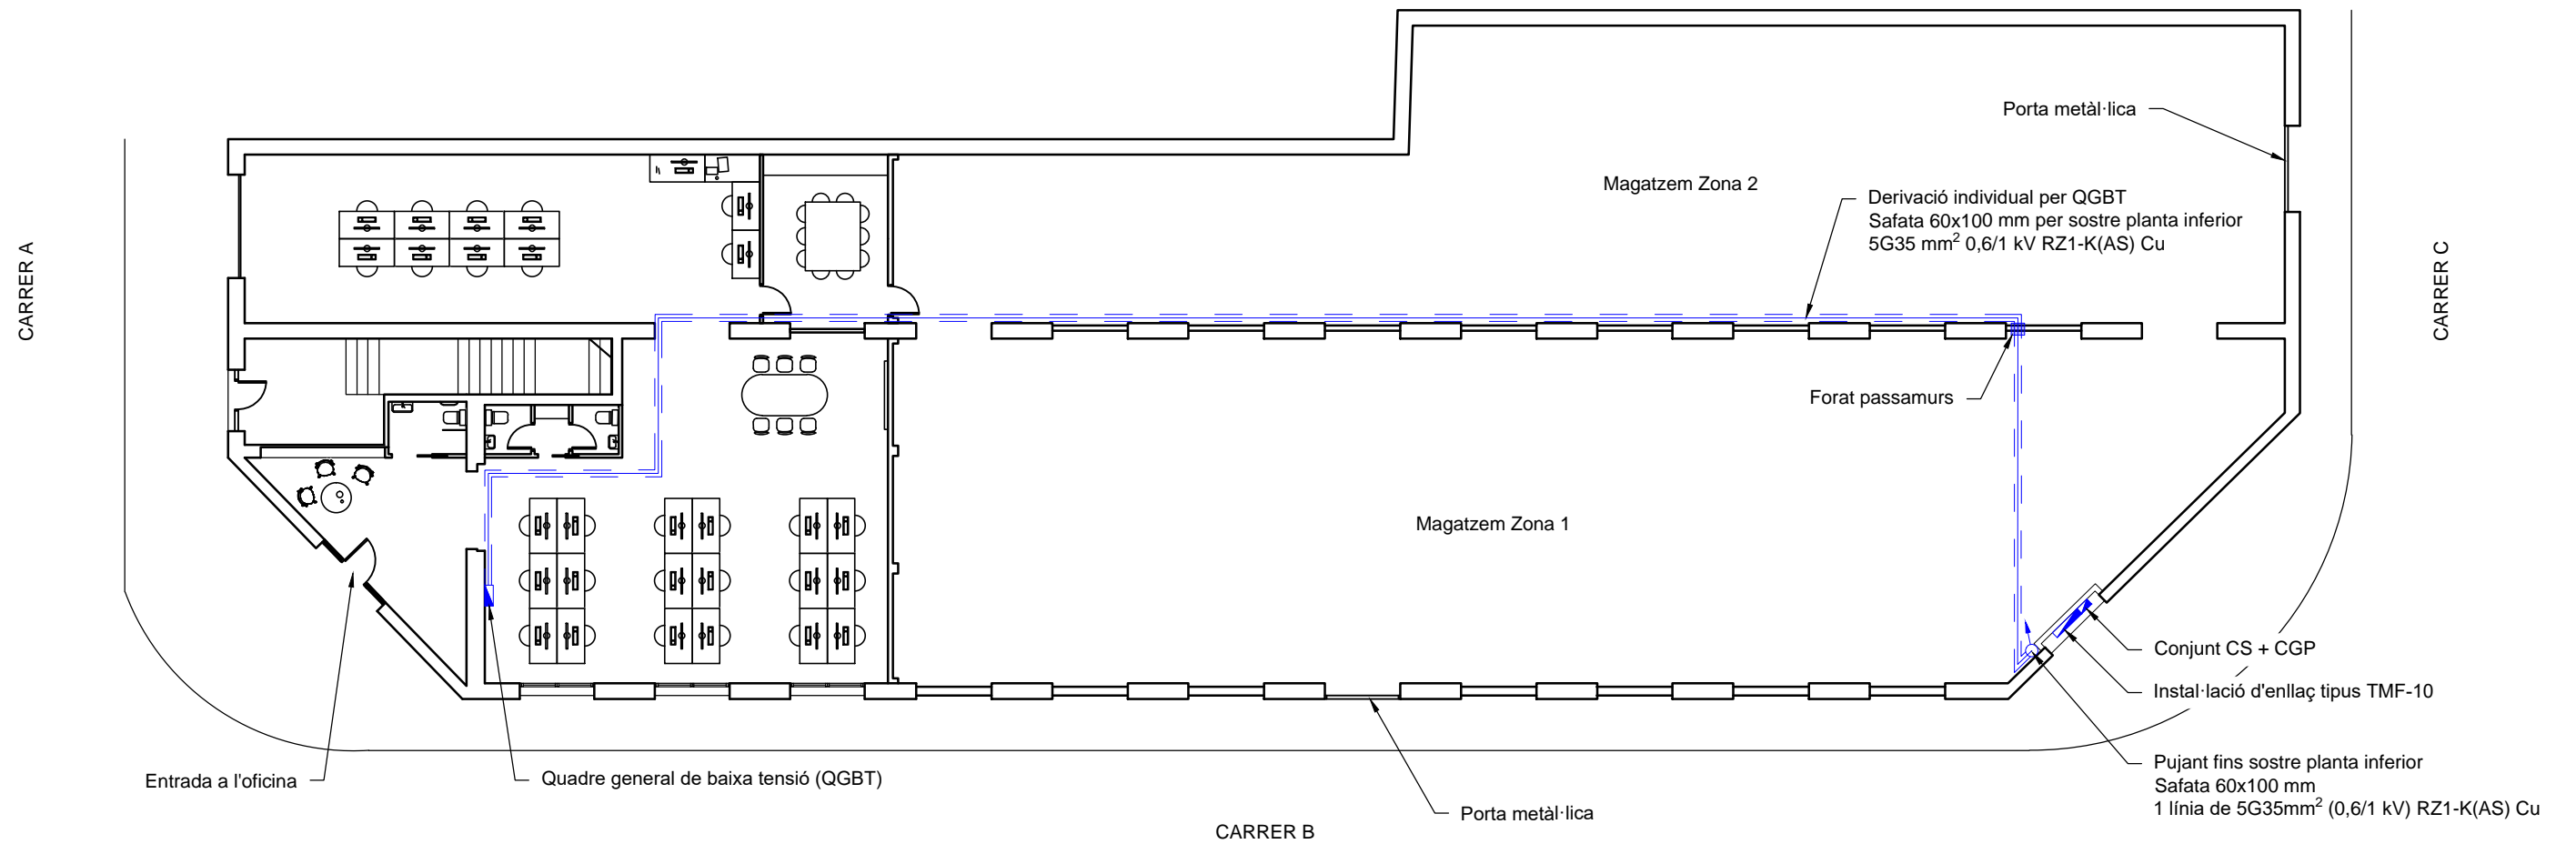 Porta metàl·lica
Magatzem Zona 2
Derivació individual per QGBT
Safata 60x100 mm per sostre planta inferior
5G35 mm² 0,6/1 kV RZ1-K(AS) Cu
CARRER A
CARRER C
Forat passamurs
Magatzem Zona 1
Conjunt CS + CGP
Instal·lació d'enllaç tipus TMF-10
Pujant fins sostre planta inferior
Safata 60x100 mm
1 línia de 5G35mm² (0,6/1 kV) RZ1-K(AS) Cu
Entrada a l'oficina
Quadre general de baixa tensió (QGBT)
Porta metàl·lica
CARRER B